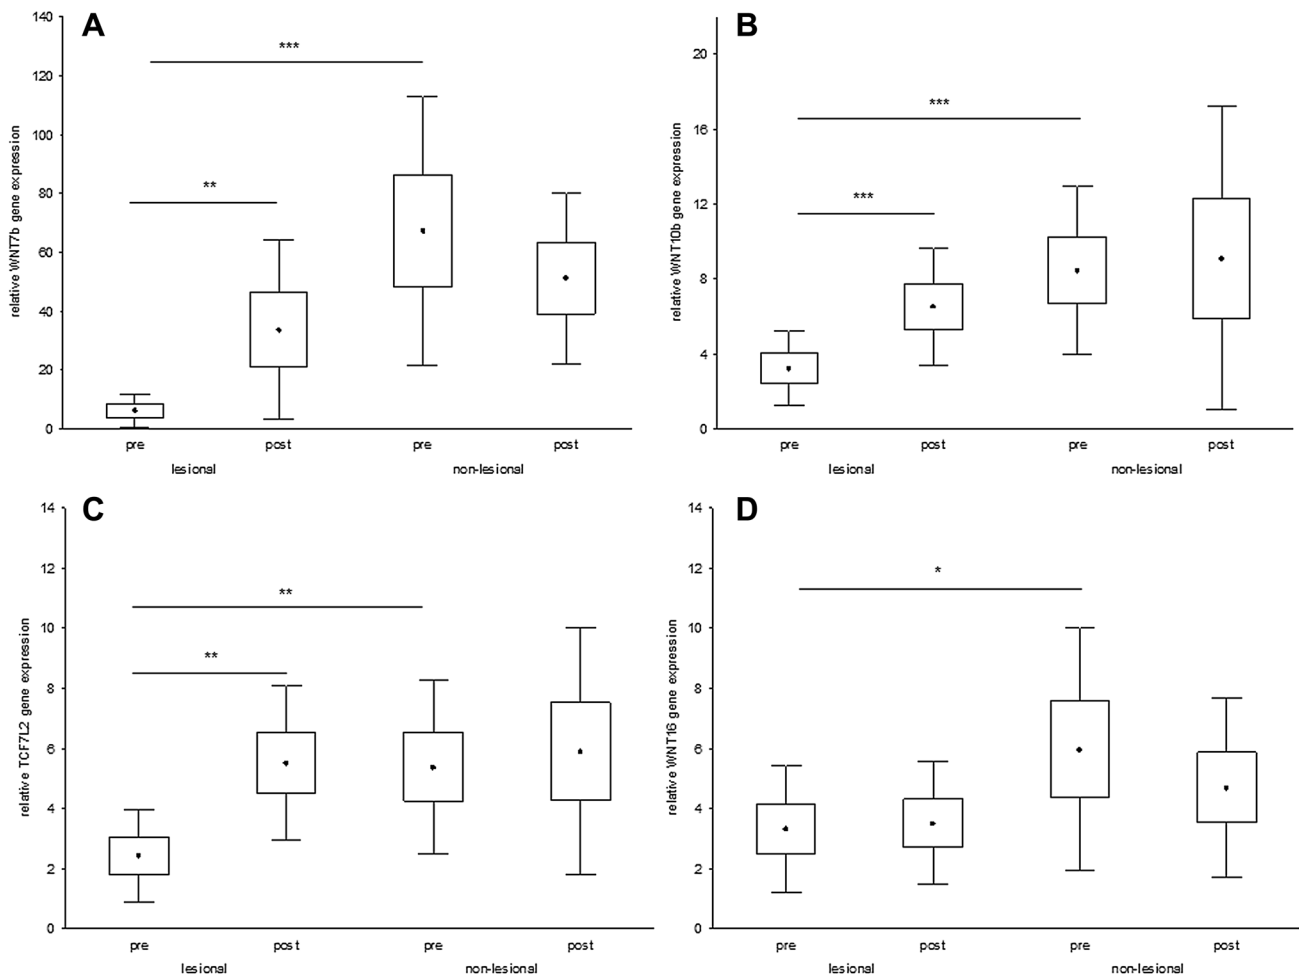 A
relative WNT7b gene expression
140
120
100
80
60
40
20
0
***
**
pre post pre post
lesional non-lesional
B
relative WNT10b gene expression
20
16
12
8
4
0
***
***
pre post pre post
lesional non-lesional
C
relative TCF7L2 gene expression
14
12
10
8
6
4
2
0
**
**
pre post pre post
lesional non-lesional
D
relative WNT16 gene expression
14
12
10
8
6
4
2
0
*
pre post pre post
lesional non-lesional